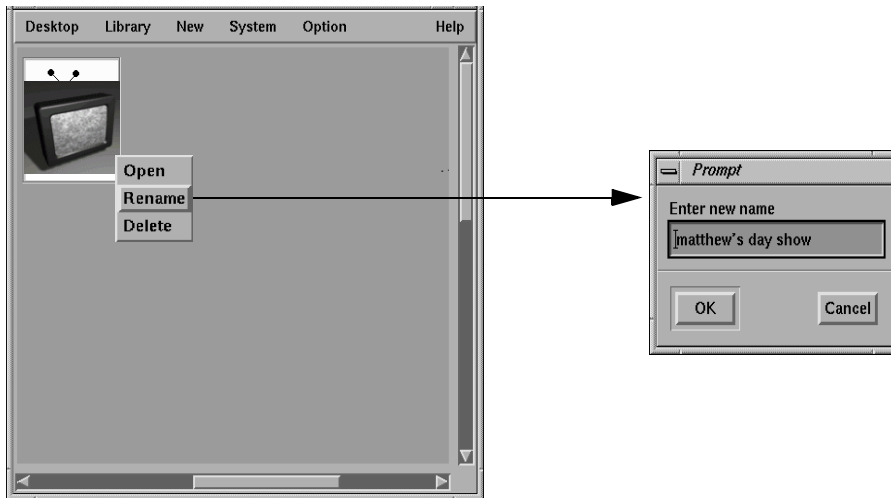 Desktop Library New System Option Help
Open
Rename
Delete
Prompt
Enter new name
matthew's day show
OK Cancel